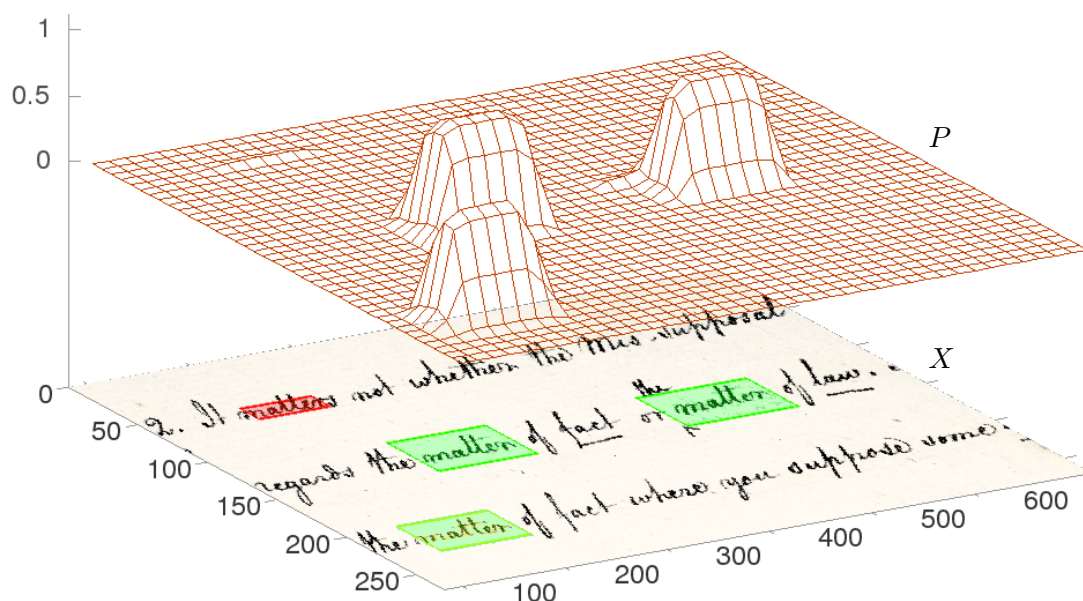 1
0.5
0
P
X
0
50
100
150
200
250
100
200
300
400
500
600
2. It matters not whether the Mis-supposal
the
regards the matter of fact or matter of law.
the matter of fact where you suppose some